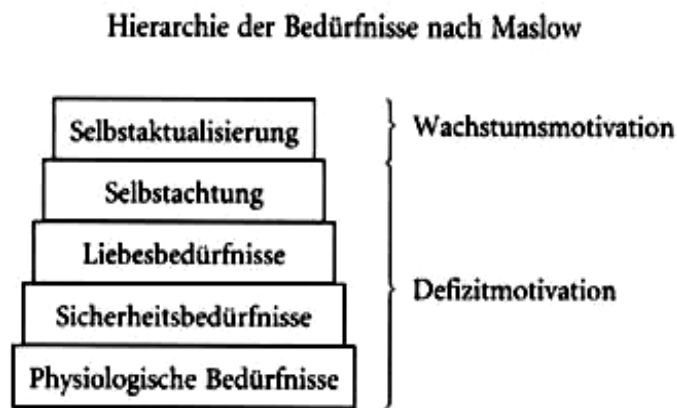 Hierarchie der Bedürfnisse nach Maslow
Selbstaktualisierung
Wachstumsmotivation
Selbstachtung
Liebesbedürfnisse
Defizitmotivation
Sicherheitsbedürfnisse
Physiologische Bedürfnisse